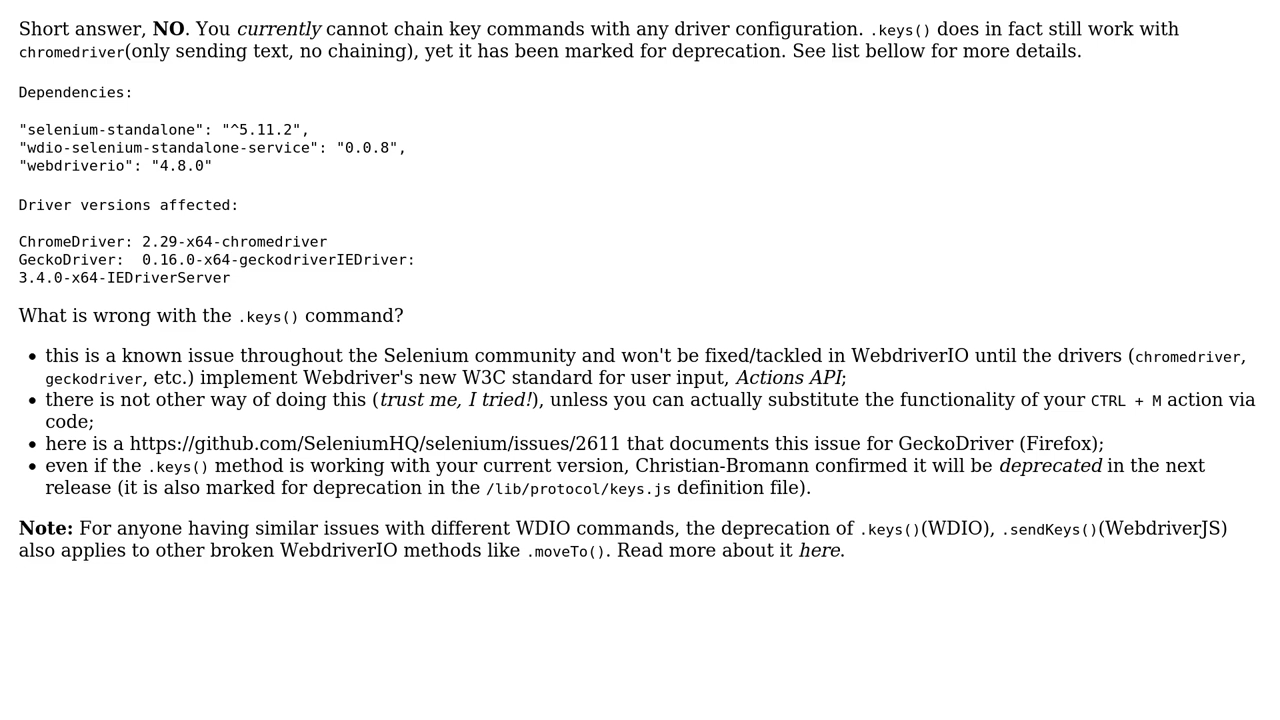 Short answer, NO. You currently cannot chain key commands with any driver configuration. .keys() does in fact still work with
chromedriver(only sending text, no chaining), yet it has been marked for deprecation. See list bellow for more details.
Dependencies:
"selenium-standalone": "^5.11.2",
"wdio-selenium-standalone-service": "0.0.8",
"webdriverio": "4.8.0"
Driver versions affected:
ChromeDriver: 2.29-x64-chromedriver
GeckoDriver:  0.16.0-x64-geckodriverIEDriver:
3.4.0-x64-IEDriverServer
What is wrong with the .keys() command?
• this is a known issue throughout the Selenium community and won't be fixed/tackled in WebdriverIO until the drivers (chromedriver,
geckodriver, etc.) implement Webdriver's new W3C standard for user input, Actions API;
• there is not other way of doing this (trust me, I tried!), unless you can actually substitute the functionality of your CTRL + M action via
code;
• here is a https://github.com/SeleniumHQ/selenium/issues/2611 that documents this issue for GeckoDriver (Firefox);
• even if the .keys() method is working with your current version, Christian-Bromann confirmed it will be deprecated in the next
release (it is also marked for deprecation in the /lib/protocol/keys.js definition file).
Note: For anyone having similar issues with different WDIO commands, the deprecation of .keys()(WDIO), .sendKeys()(WebdriverJS)
also applies to other broken WebdriverIO methods like .moveTo(). Read more about it here.